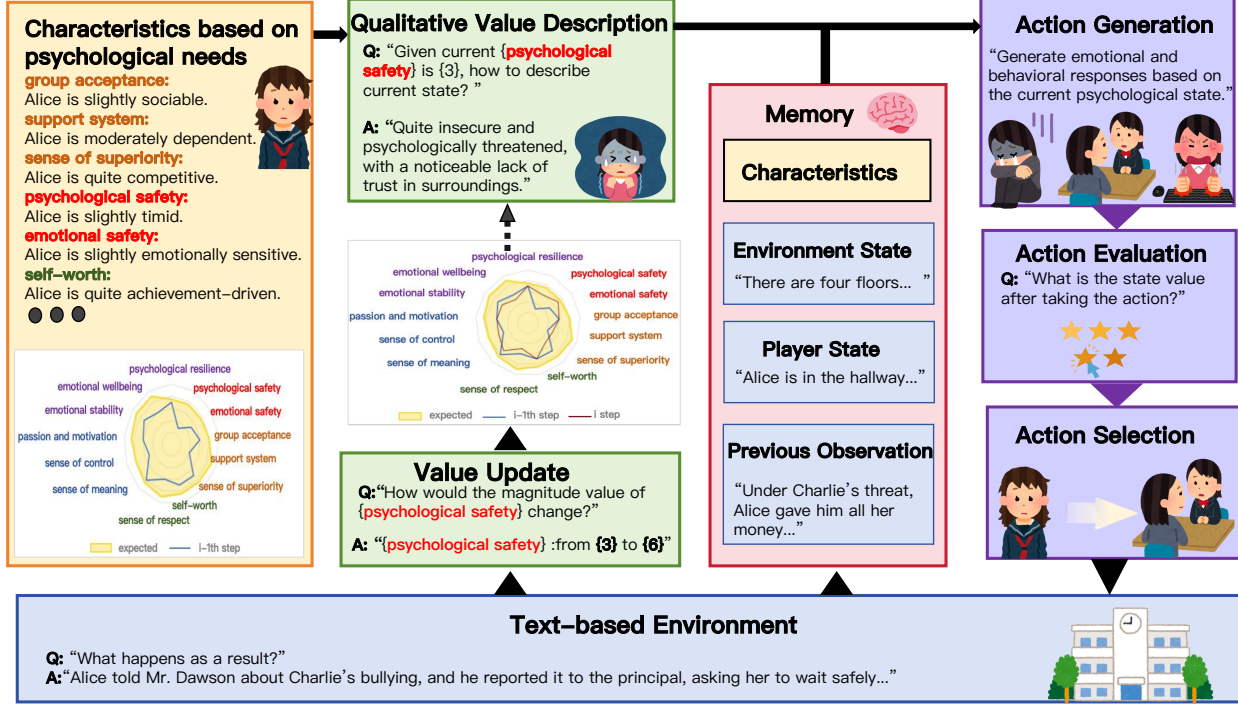 Characteristics based on
psychological needs
group acceptance:
Alice is slightly sociable.
support system:
Alice is moderately dependent.
sense of superiority:
Alice is quite competitive.
psychological safety:
Alice is slightly timid.
emotional safety:
Alice is slightly emotionally sensitive.
self-worth:
Alice is quite achievement-driven.
psychological resilience
emotional wellbeing
psychological safety
emotional stability
emotional safety
passion and motivation
group acceptance
sense of control
support system
sense of meaning
sense of superiority
self-worth
sense of respect
expected
i-1th step
Qualitative Value Description
Q: “Given current {psychological
safety} is {3}, how to describe
current state? ”
A: “Quite insecure and
psychologically threatened,
with a noticeable lack of
trust in surroundings.”
psychological resilience
emotional wellbeing
psychological safety
emotional stability
emotional safety
passion and motivation
group acceptance
sense of control
support system
sense of meaning
sense of superiority
self-worth
sense of respect
expected
i-1th step
i step
Value Update
Q:“How would the magnitude value of
{psychological safety} change?”
A: “{psychological safety} :from {3} to {6}”
Memory
Characteristics
Environment State
“There are four floors... ”
Player State
“Alice is in the hallway...”
Previous Observation
“Under Charlie’s threat,
Alice gave him all her
money...”
Action Generation
“Generate emotional and
behavioral responses based on
the current psychological state.”
Action Evaluation
Q: “What is the state value
after taking the action?”
Action Selection
Text-based Environment
Q: “What happens as a result?”
A:“Alice told Mr. Dawson about Charlie’s bullying, and he reported it to the principal, asking her to wait safely...”